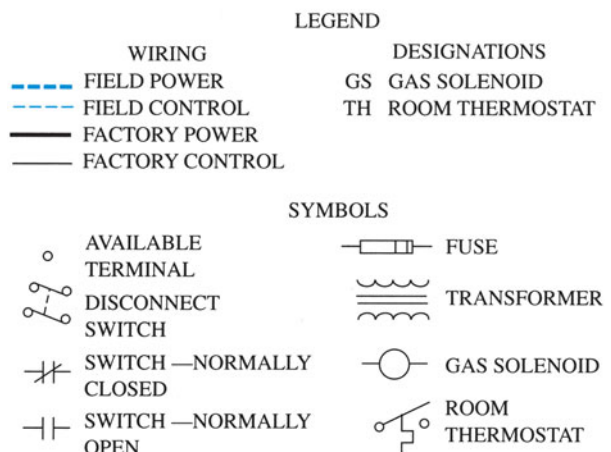 LEGEND
WIRING
FIELD POWER
FIELD CONTROL
FACTORY POWER
FACTORY CONTROL
DESIGNATIONS
GS GAS SOLENOID
TH ROOM THERMOSTAT
SYMBOLS
AVAILABLE
TERMINAL
DISCONNECT
SWITCH
SWITCH —NORMALLY
CLOSED
SWITCH —NORMALLY
OPEN
FUSE
TRANSFORMER
GAS SOLENOID
ROOM
THERMOSTAT